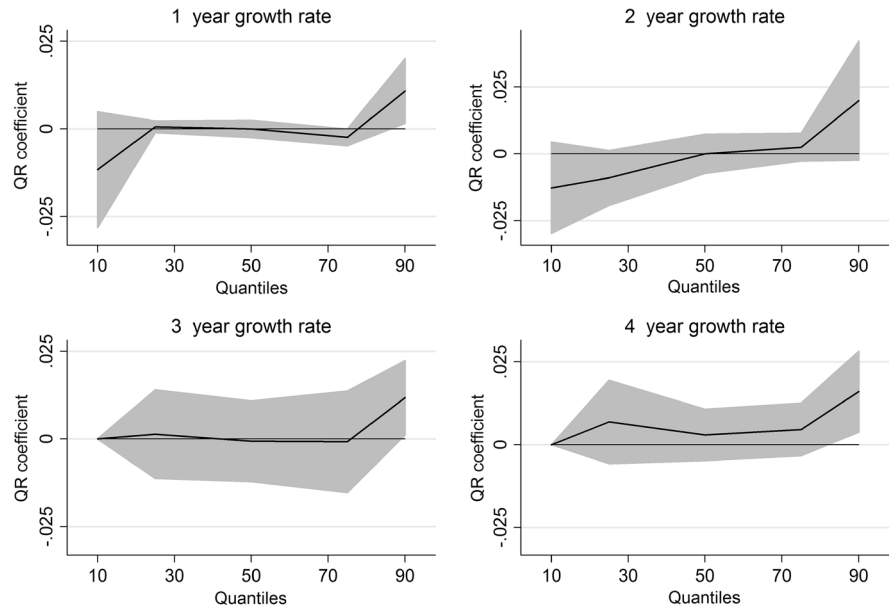 1 year growth rate
QR coefficient
.025
0
-.025
10 30 50 70 90
Quantiles
2 year growth rate
QR coefficient
.025
0
-.025
10 30 50 70 90
Quantiles
3 year growth rate
QR coefficient
.025
0
-.025
10 30 50 70 90
Quantiles
4 year growth rate
QR coefficient
.025
0
-.025
10 30 50 70 90
Quantiles